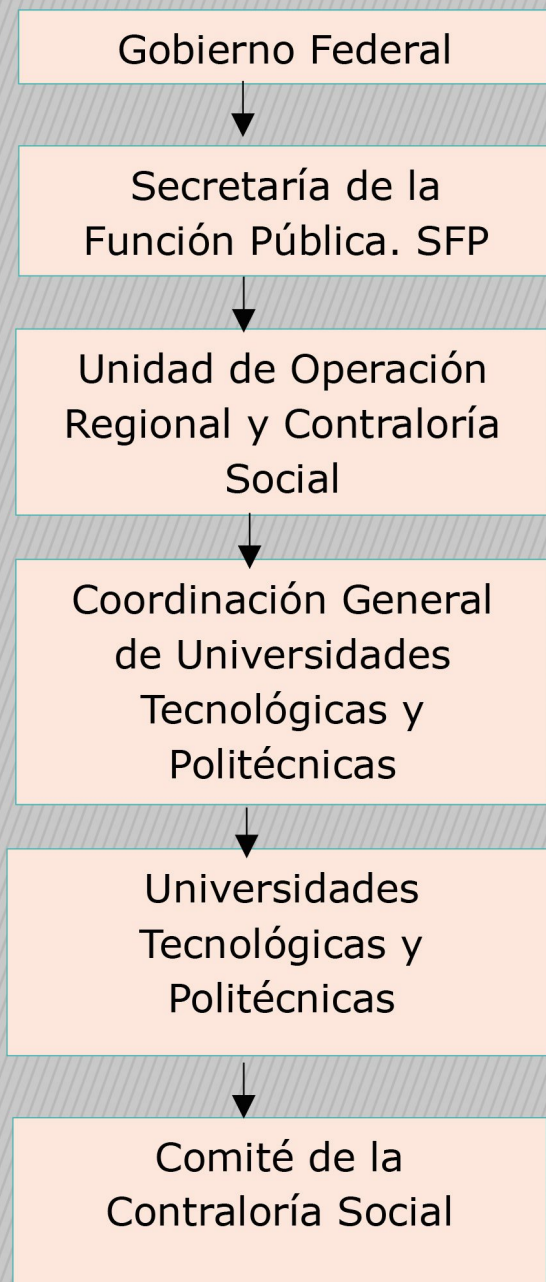 Gobierno Federal
Secretaría de la
Función Pública. SFP
Unidad de Operación
Regional y Contraloría
Social
Coordinación General
de Universidades
Tecnológicas y
Politécnicas
Universidades
Tecnológicas y
Politécnicas
Comité de la
Contraloría Social